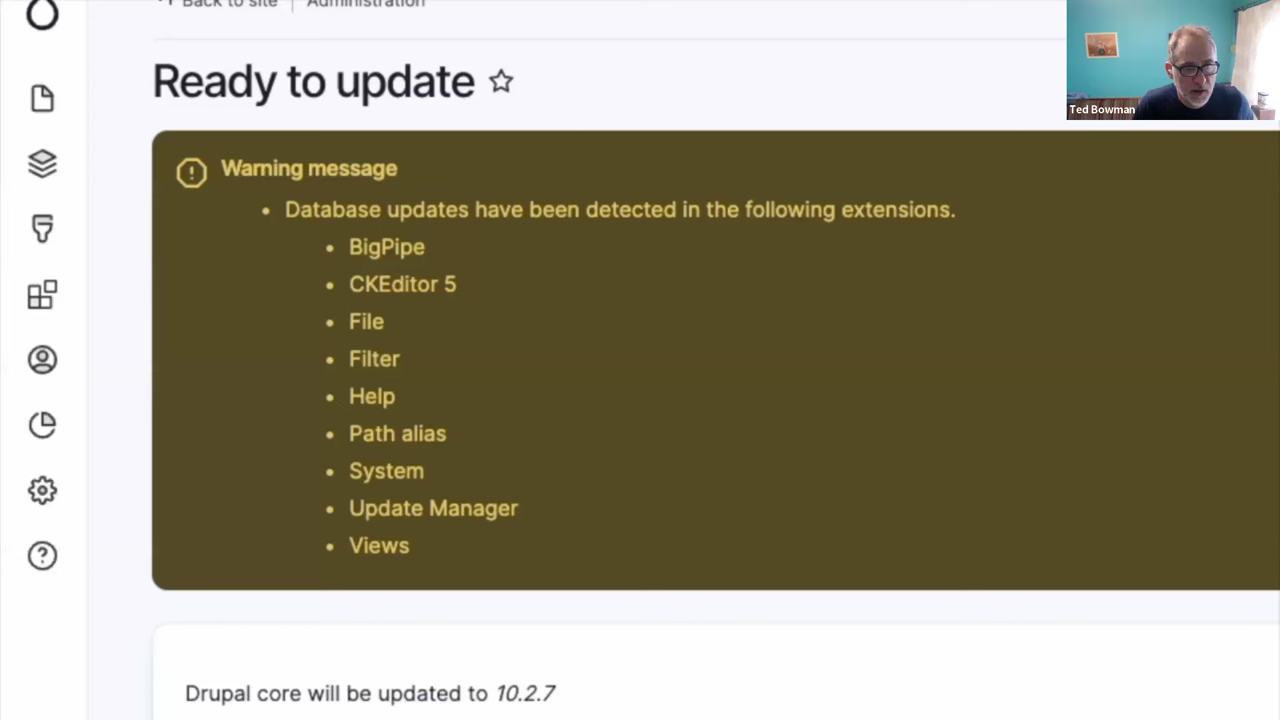 Back to site
Administration
Ready to update
Ted Bowman
Warning message
Database updates have been detected in the following extensions.
BigPipe
CKEditor 5
File
Filter
Help
Path alias
System
Update Manager
Views
Drupal core will be updated to 10.2.7